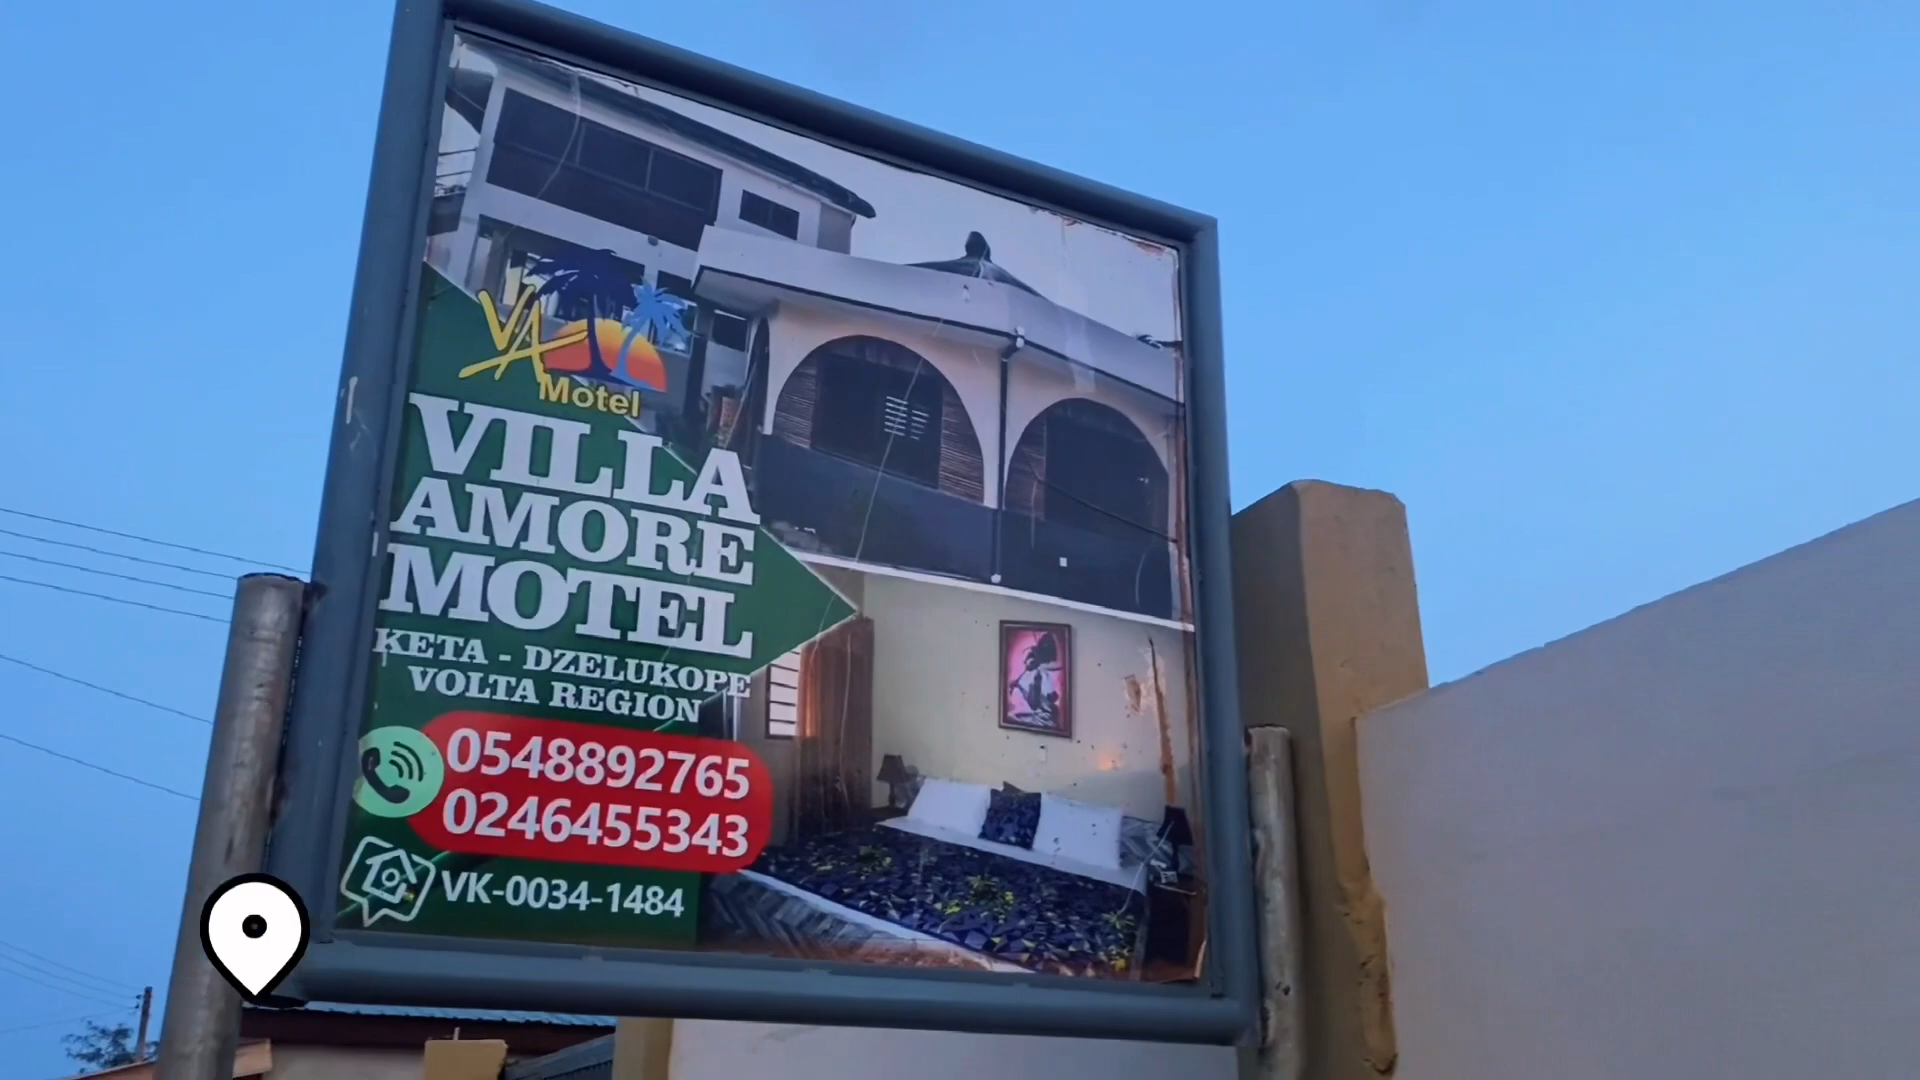 VA
Motel
VILLA
AMORE
MOTEL
KETA - DZELUKOPE
VOLTA REGION
0548892765
0246455343
VK-0034-1484